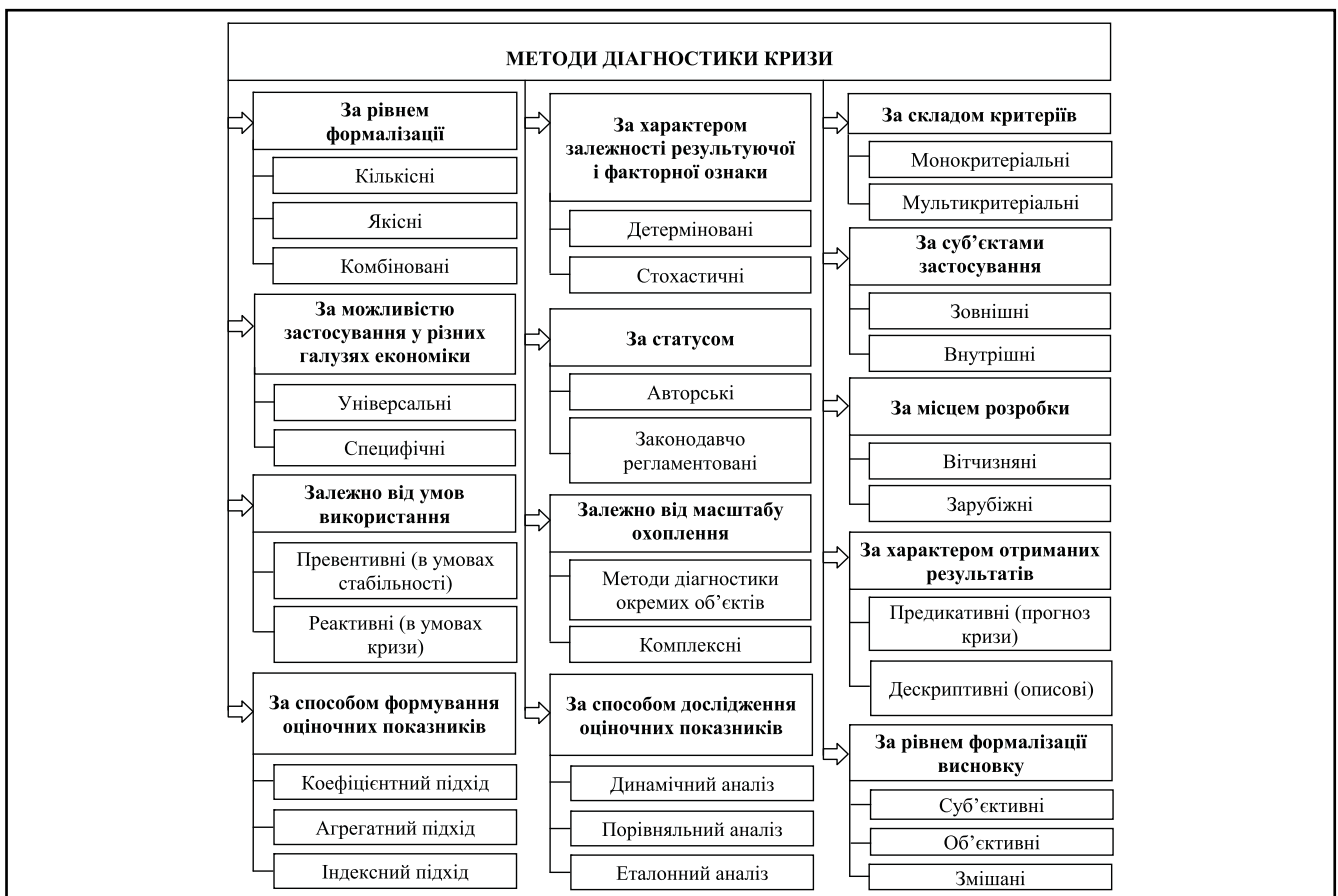 МЕТОДИ ДІАГНОСТИКИ КРИЗИ
За рівнем
формалізації
Кількісні
Якісні
Комбіновані
За можливістю
застосування у різних
галузях економіки
Універсальні
Специфічні
Залежно від умов
використання
Превентивні (в умовах
стабільності)
Реактивні (в умовах
кризи)
За способом формування
оціночних показників
Коефіцієнтний підхід
Агрегатний підхід
Індексний підхід
За характером
залежності результуючої
і факторної ознаки
Детерміновані
Стохастичні
За статусом
Авторські
Законодавчо
регламентовані
Залежно від масштабу
охоплення
Методи діагностики
окремих об’єктів
Комплексні
За способом дослідження
оціночних показників
Динамічний аналіз
Порівняльний аналіз
Еталонний аналіз
За складом критеріїв
Монокритеріальні
Мультикритеріальні
За суб’єктами
застосування
Зовнішні
Внутрішні
За місцем розробки
Вітчизняні
Зарубіжні
За характером отриманих
результатів
Предикативні (прогноз
кризи)
Дескриптивні (описові)
За рівнем формалізації
висновку
Суб’єктивні
Об’єктивні
Змішані